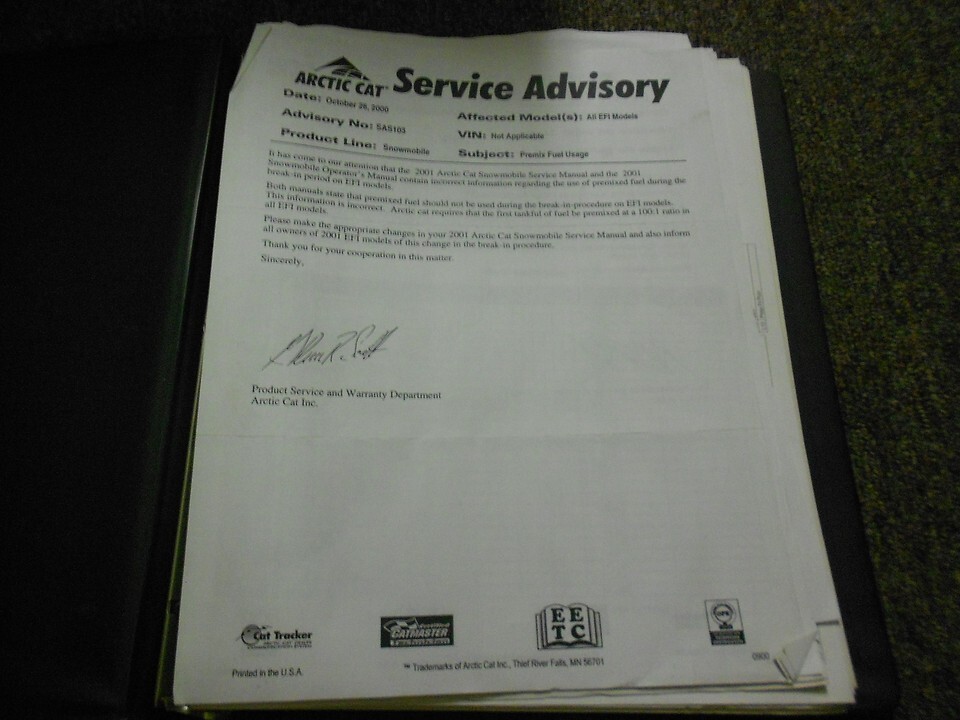 ARCTIC CAT® Service Advisory
Date: October 26, 2000
Affected Model(s): All EFI Models
Advisory No: SAS103
VIN: Not Applicable
Product Line: Snowmobile
Subject: Premix Fuel Usage
It has come to our attention that the 2001 Arctic Cat Snowmobile Service Manual and the 2001
Snowmobile Operator's Manual contain incorrect information regarding the use of premixed fuel during the
break-in period on EFI models.
Both manuals state that premixed fuel should not be used during the break-in-procedure on EFI models.
This information is incorrect. Arctic cat requires that the first tankful of fuel be premixed at a 100:1 ratio in
all EFI models.
Please make the appropriate changes in your 2001 Arctic Cat Snowmobile Service Manual and also inform
all owners of 2001 EFI models of this change in the break-in procedure.
Thank you for your cooperation in this matter.
Sincerely,
Product Service and Warranty Department
Arctic Cat Inc.
Cat Tracker
Certified
CATMASTER
Technician
EE
TC
Printed in the U.S.A.
™ Trademarks of Arctic Cat Inc., Thief River Falls, MN 56701
0900